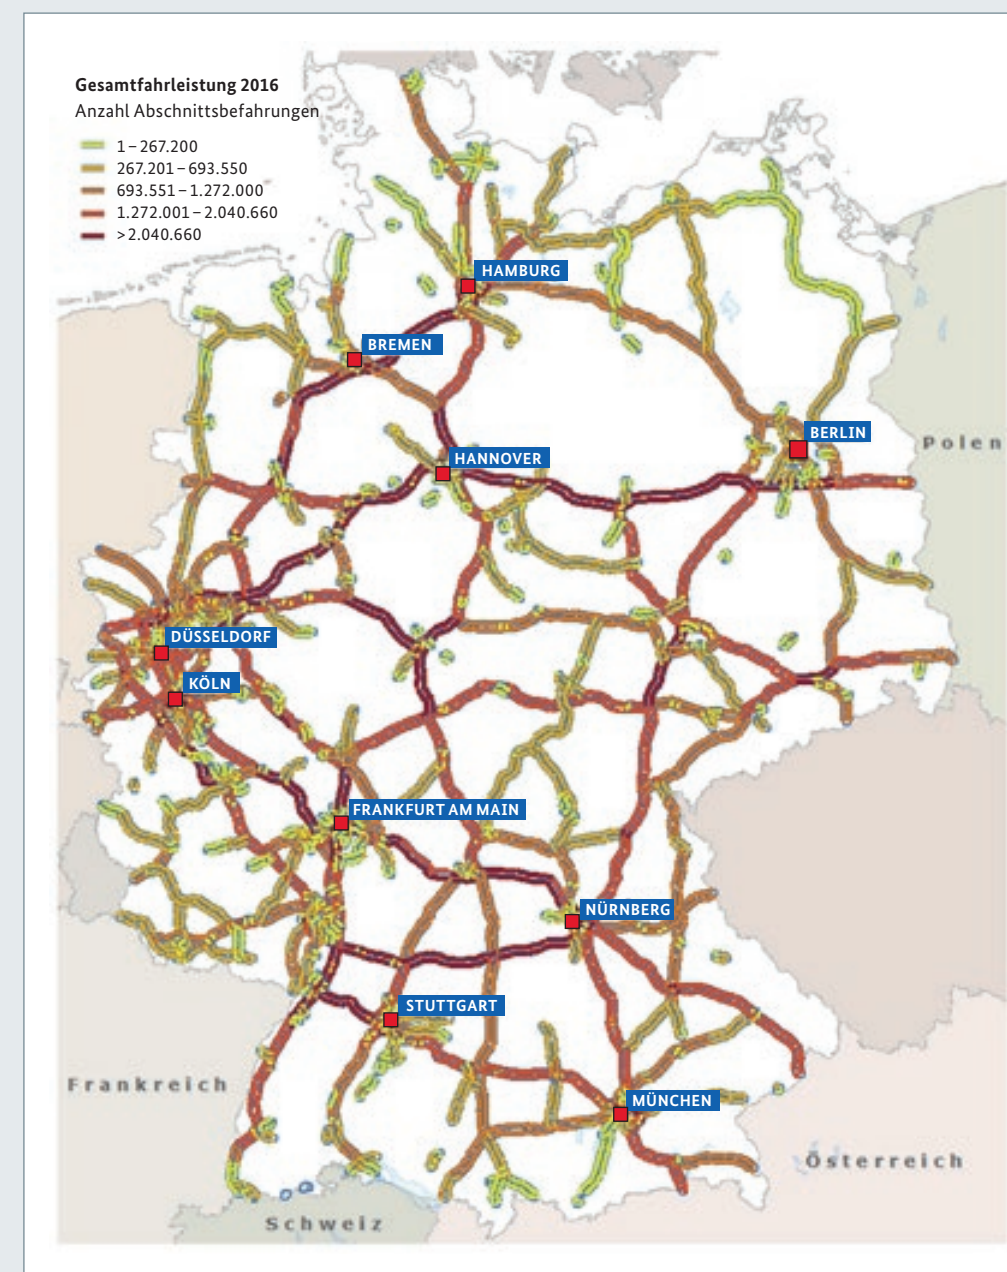 Gesamtfahrleistung 2016
Anzahl Abschnittsbefahrungen
1 – 267.200
267.201 – 693.550
693.551 – 1.272.000
1.272.001 – 2.040.660
> 2.040.660
HAMBURG
BREMEN
BERLIN
Polen
HANNOVER
DÜSSELDORF
KÖLN
FRANKFURT AM MAIN
NÜRNBERG
STUTTGART
Frankreich
MÜNCHEN
Österreich
Schweiz